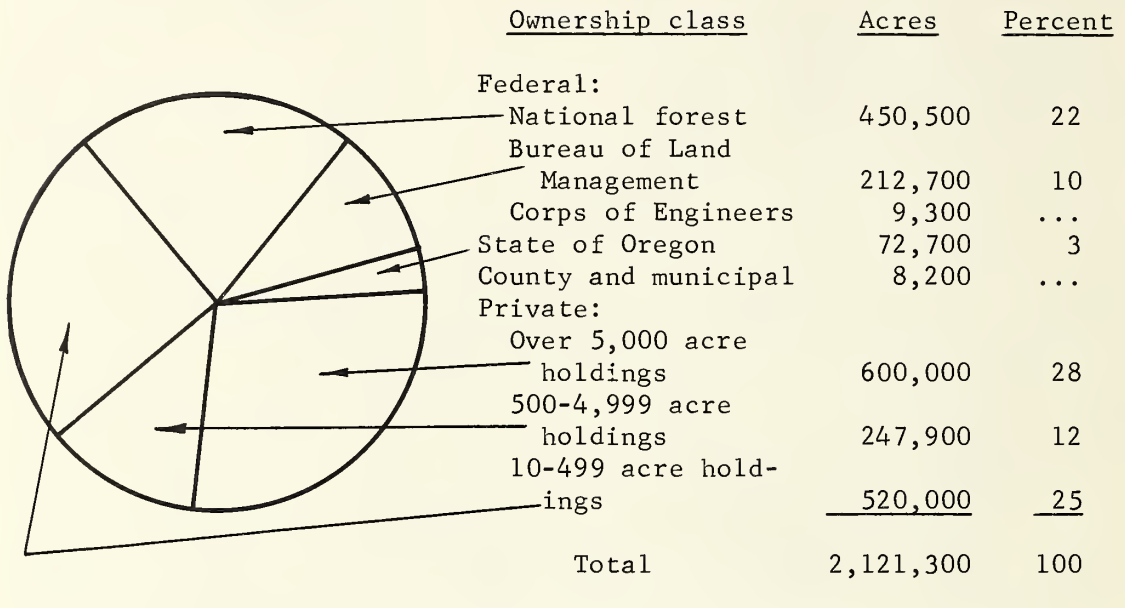 Ownership class Acres Percent
Federal:
National forest 450,500 22
Bureau of Land
Management 212,700 10
Corps of Engineers 9,300 ...
State of Oregon 72,700 3
County and municipal 8,200 ...
Private:
Over 5,000 acre
holdings 600,000 28
500-4,999 acre
holdings 247,900 12
10-499 acre hold-
ings 520,000 25
Total 2,121,300 100